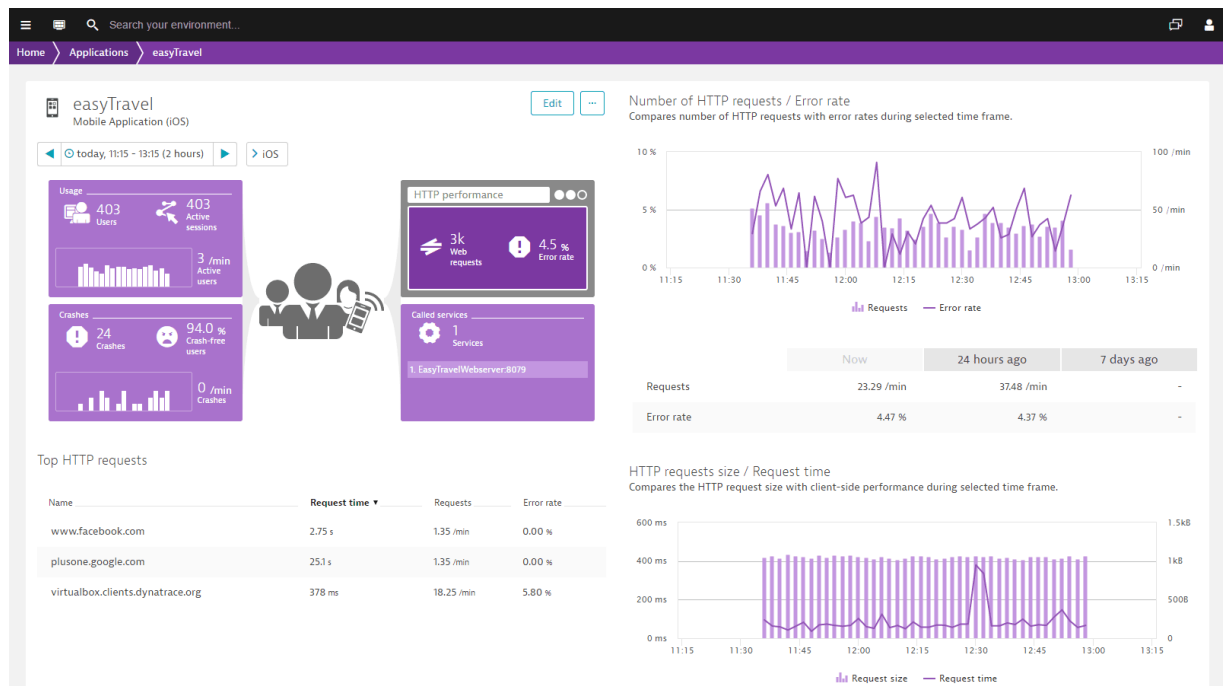 Search your environment...
Home
Applications
easyTravel
easyTravel
Mobile Application (iOS)
Edit
...
today, 11:15 - 13:15 (2 hours)
iOS
Usage
403
Users
403
Active
sessions
3 /min
Active
users
Crashes
24
Crashes
94.0 %
Crash-free
users
0 /min
Crashes
HTTP performance
3k
Web
requests
4.5 %
Error rate
Called services
1
Services
1. EasyTravelWebserver:8079
Top HTTP requests
Name Request time ▼ Requests Error rate
www.facebook.com 2.75 s 1.35 /min 0.00 %
plusone.google.com 25.1 s 1.35 /min 0.00 %
virtualbox.clients.dynatrace.org 378 ms 18.25 /min 5.80 %
Number of HTTP requests / Error rate
Compares number of HTTP requests with error rates during selected time frame.
10 % 100 /min
5 % 50 /min
0 % 0 /min
11:15 11:30 11:45 12:00 12:15 12:30 12:45 13:00 13:15
Requests Error rate
Now 24 hours ago 7 days ago
Requests 23.29 /min 37.48 /min -
Error rate 4.47 % 4.37 % -
HTTP requests size / Request time
Compares the HTTP request size with client-side performance during selected time frame.
600 ms 1.5kB
400 ms 1kB
200 ms 500B
0 ms 0
11:15 11:30 11:45 12:00 12:15 12:30 12:45 13:00 13:15
Request size Request time